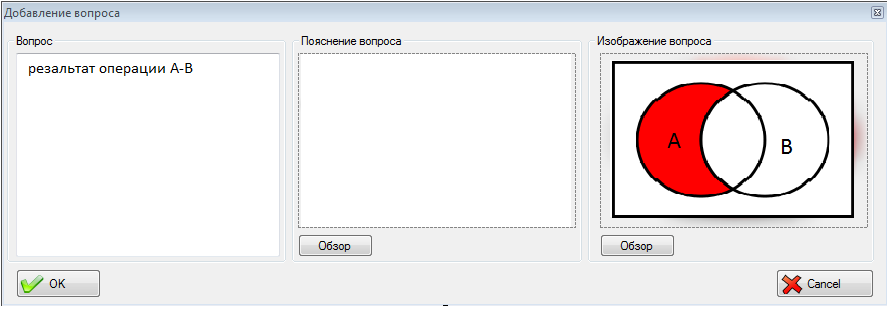 Добавление вопроса
Вопрос
Пояснение вопроса
Изображение вопроса
резальтат операции А-В
A
B
Обзор
Обзор
OK
Cancel